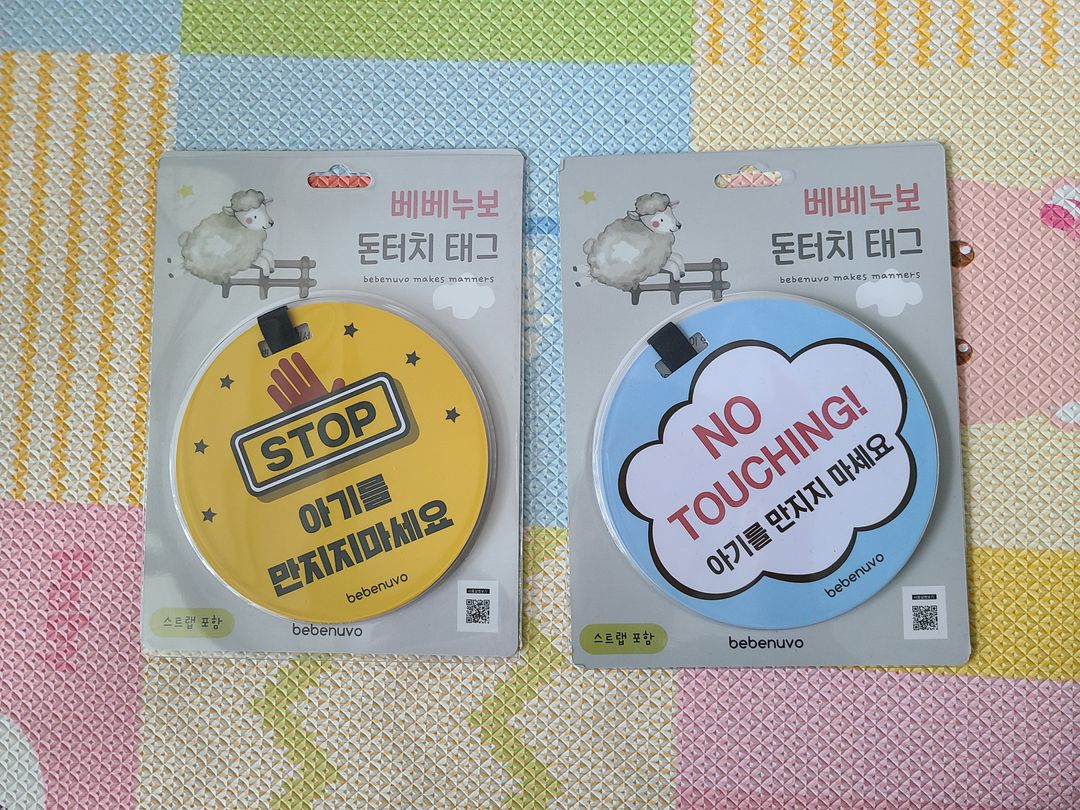 베베누보
돈터치 태그
bebenuvo makes manners
STOP
아기를
만지지마세요
bebenuvo
스트랩 포함
bebenuvo
베베누보
돈터치 태그
bebenuvo makes manners
NO
TOUCHING!
아기를 만지지 마세요
bebenuvo
스트랩 포함
bebenuvo